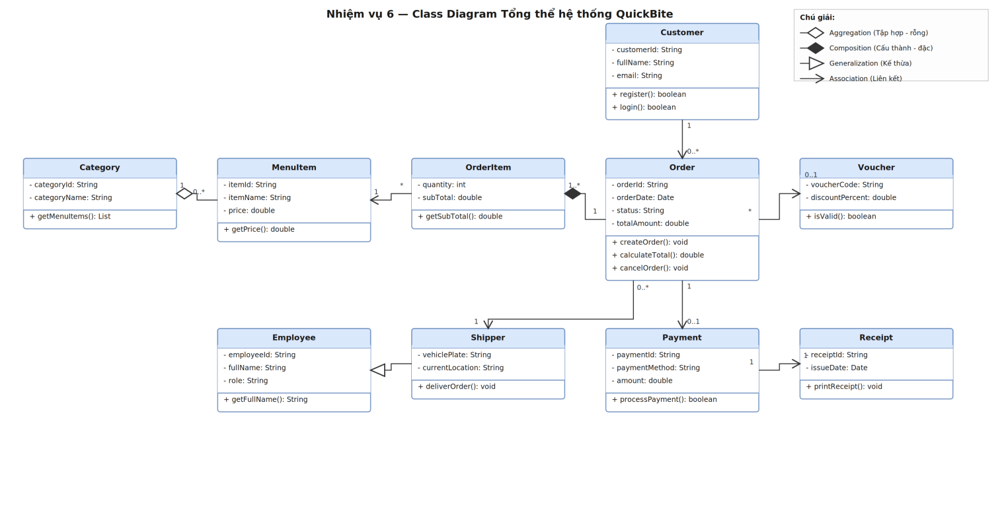 Nhiệm vụ 6 — Class Diagram Tổng thể hệ thống QuickBite
Chú giải:
Aggregation (Tập hợp - rỗng)
Composition (Cấu thành - đặc)
Generalization (Kế thừa)
Association (Liên kết)
Customer
- customerId: String
- fullName: String
- email: String
+ register(): boolean
+ login(): boolean
1
0..*
Category
- categoryId: String
- categoryName: String
+ getMenuItems(): List
1
0..*
MenuItem
- itemId: String
- itemName: String
- price: double
+ getPrice(): double
1
*
OrderItem
- quantity: int
- subTotal: double
+ getSubTotal(): double
1..*
1
Order
- orderId: String
- orderDate: Date
- status: String
- totalAmount: double
+ createOrder(): void
+ calculateTotal(): double
+ cancelOrder(): void
*
0..1
Voucher
- voucherCode: String
- discountPercent: double
+ isValid(): boolean
0..*
1
1
0..1
Employee
- employeeId: String
- fullName: String
- role: String
+ getFullName(): String
Shipper
- vehiclePlate: String
- currentLocation: String
+ deliverOrder(): void
Payment
- paymentId: String
- paymentMethod: String
- amount: double
+ processPayment(): boolean
1
1
Receipt
- receiptId: String
- issueDate: Date
+ printReceipt(): void